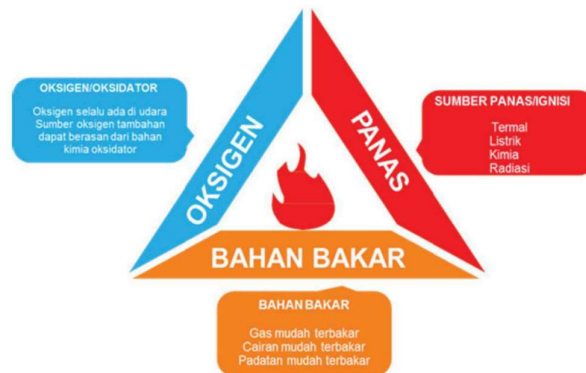 OKSIGEN/OKSIDATOR
Oksigen selalu ada di udara
Sumber oksigen tambahan
dapat berasan dari bahan
kimia oksidator
OKSIGEN
PANAS
SUMBER PANAS/IGNISI
Termal
Listrik
Kimia
Radiasi
BAHAN BAKAR
BAHAN BAKAR
Gas mudah terbakar
Cairan mudah terbakar
Padatan mudah terbakar